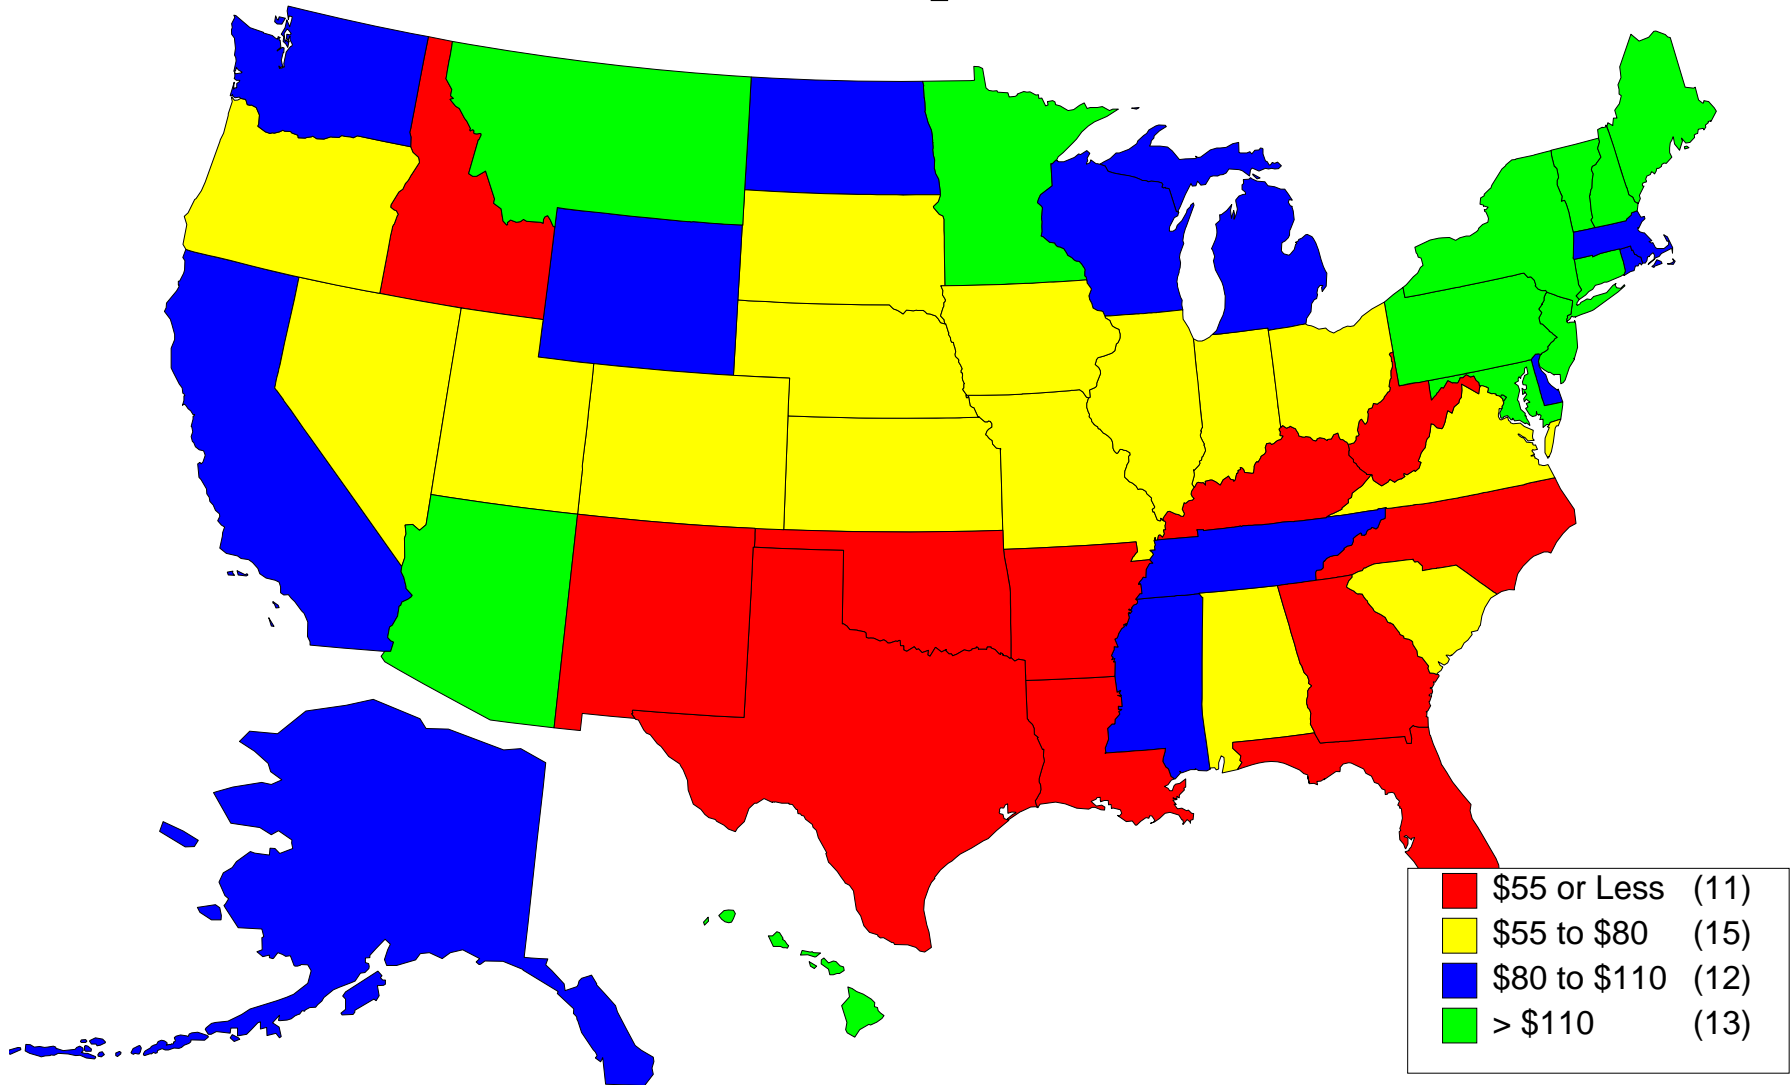 $55 or Less (11)
$55 to $80 (15)
$80 to $110 (12)
> $110 (13)